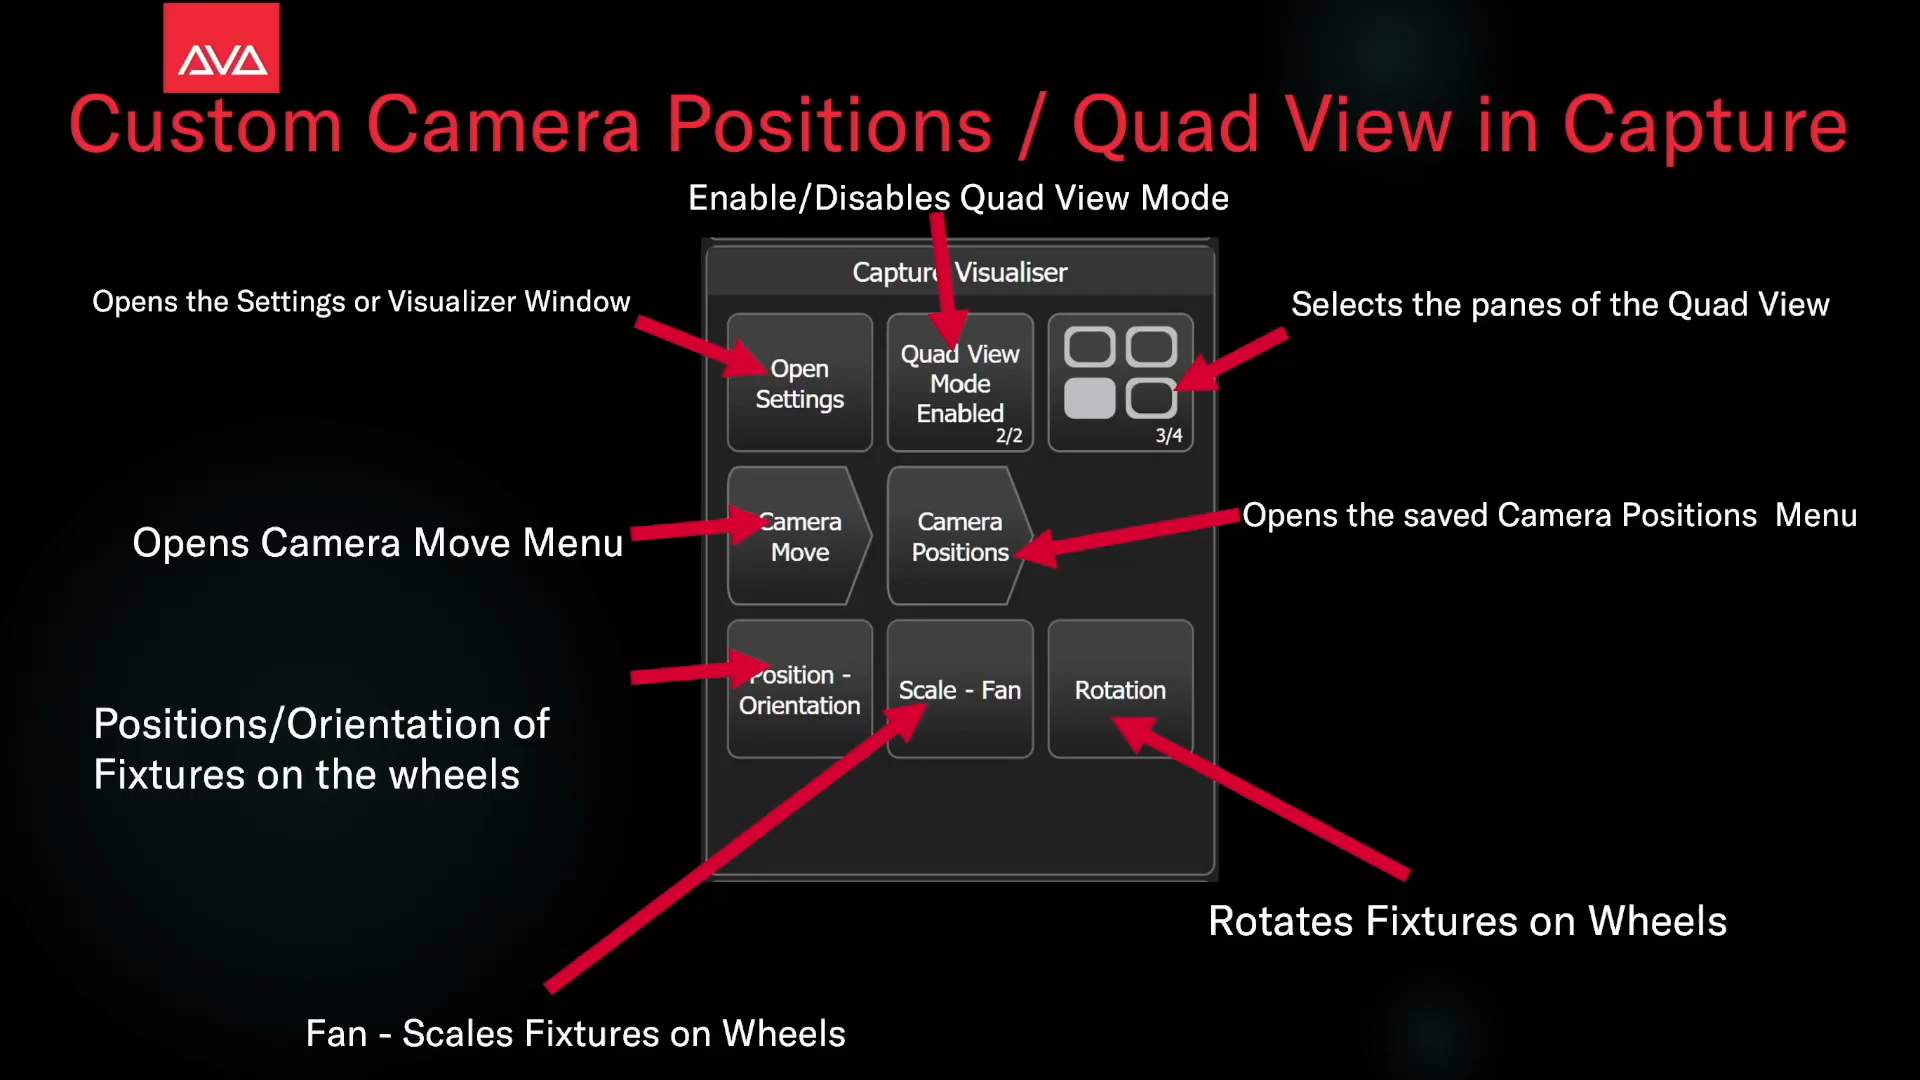 AVA
Custom Camera Positions / Quad View in Capture
Enable/Disables Quad View Mode
Capture Visualiser
Opens the Settings or Visualizer Window
Selects the panes of the Quad View
Open
Settings
Quad View
Mode
Enabled
2/2
3/4
Opens Camera Move Menu
Camera
Move
Camera
Positions
Opens the saved Camera Positions  Menu
Position -
Orientation
Scale - Fan
Rotation
Positions/Orientation of
Fixtures on the wheels
Rotates Fixtures on Wheels
Fan - Scales Fixtures on Wheels